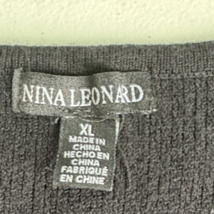 NINA LEONARD
XL
MADE IN
CHINA
HECHO EN
CHINA
FABRIQUÉ
EN CHINE